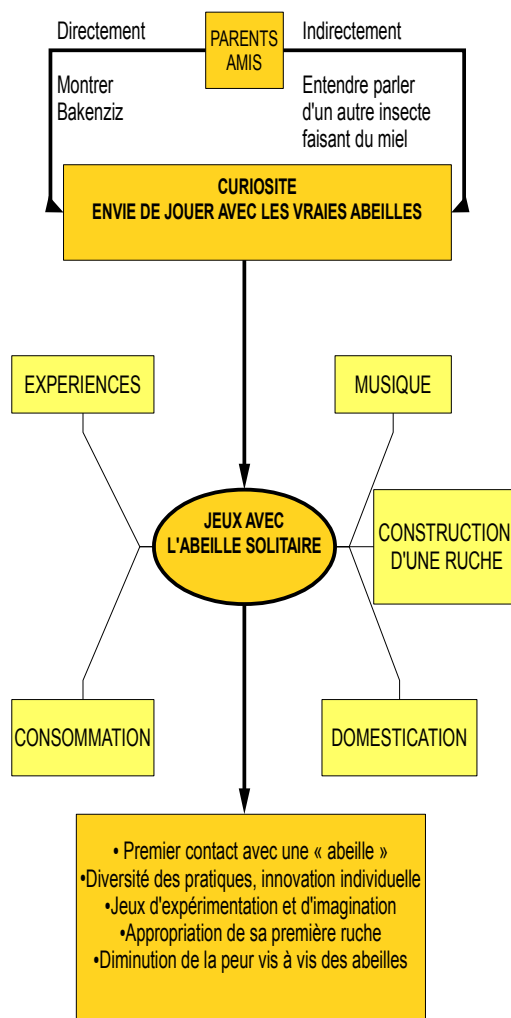 Directement
PARENTS
AMIS
Indirectement
Montrer
Bakenziz
Entendre parler
d'un autre insecte
faisant du miel
CURIOSITE
ENVIE DE JOUER AVEC LES VRAIES ABEILLES
EXPERIENCES
MUSIQUE
JEUX AVEC
L'ABEILLE SOLITAIRE
CONSTRUCTION
D'UNE RUCHE
CONSOMMATION
DOMESTICATION
• Premier contact avec une « abeille »
•Diversité des pratiques, innovation individuelle
•Jeux d'expérimentation et d'imagination
•Appropriation de sa première ruche
•Diminution de la peur vis à vis des abeilles